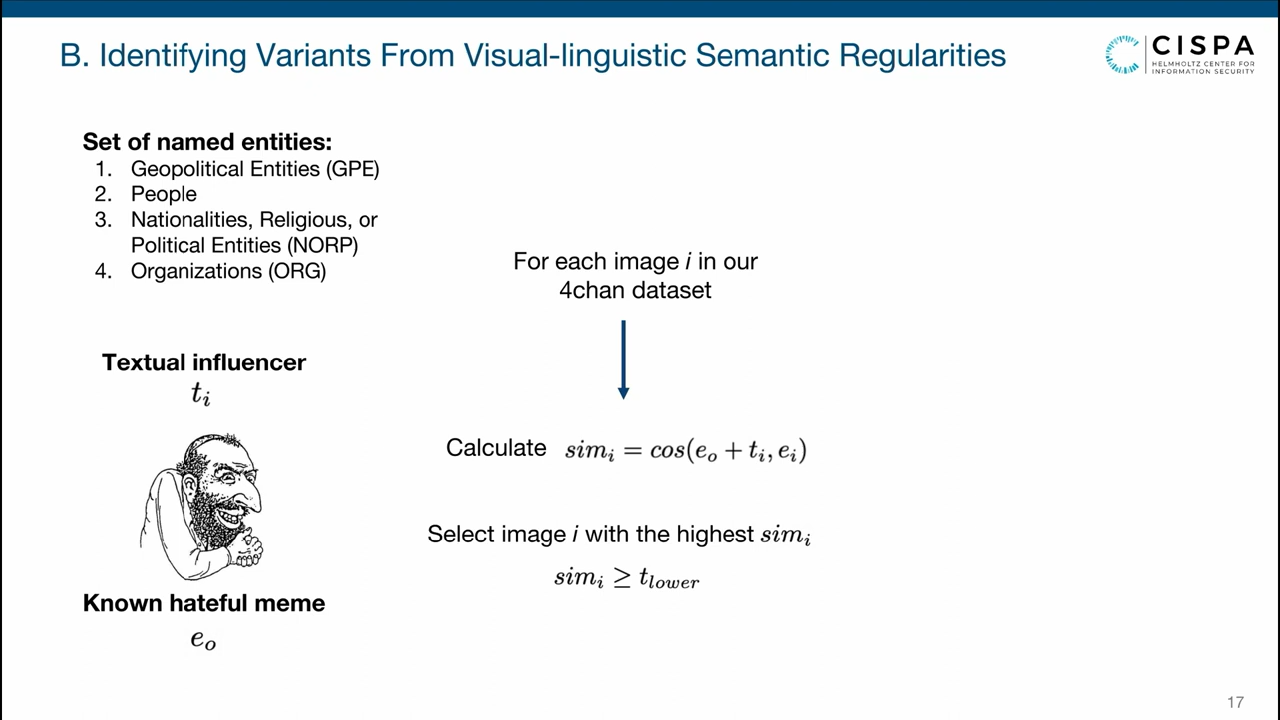 B. Identifying Variants From Visual-linguistic Semantic Regularities
CISPA
HELMHOLTZ CENTER FOR
INFORMATION SECURITY
Set of named entities:
1. Geopolitical Entities (GPE)
2. People
3. Nationalities, Religious, or
Political Entities (NORP)
4. Organizations (ORG)
For each image i in our
4chan dataset
Textual influencer
t_i
Calculate sim_i = cos(e_o + t_i, e_i)
Select image i with the highest sim_i
sim_i ≥ t_lower
Known hateful meme
e_o
17